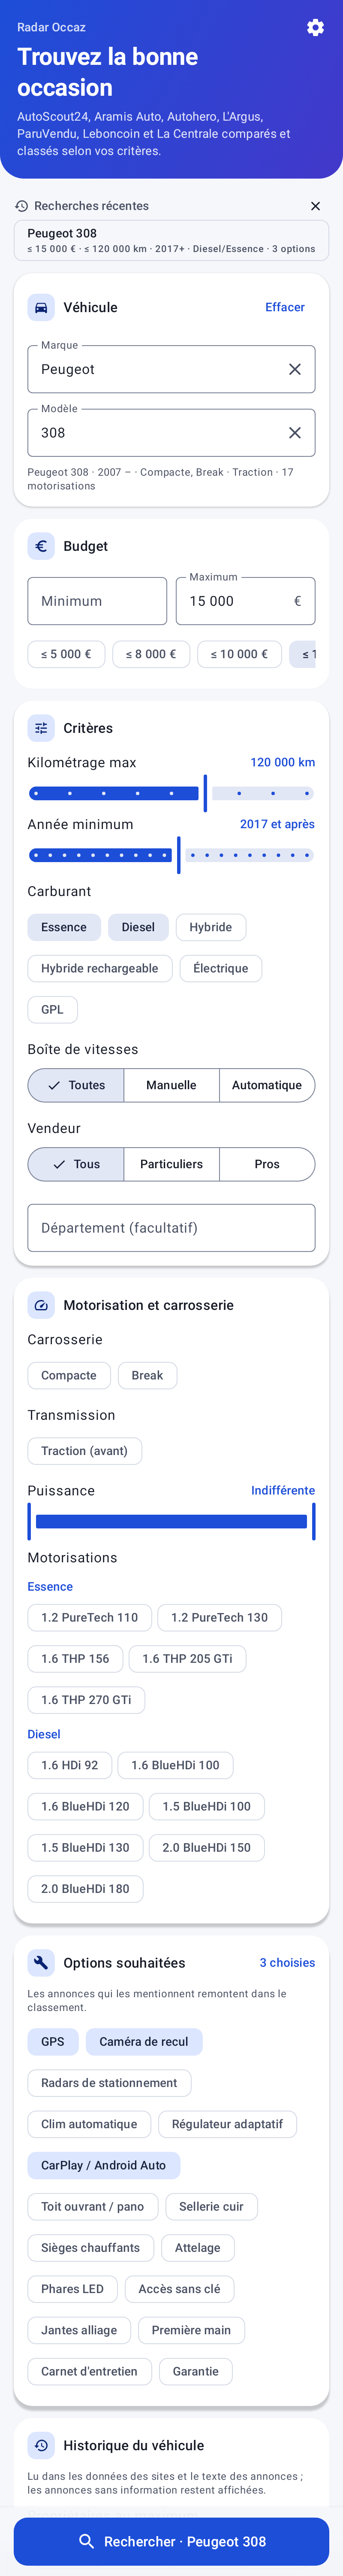 Radar Occaz
Trouvez la bonne
occasion
AutoScout24, Aramis Auto, Autohero, L'Argus,
ParuVendu, Leboncoin et La Centrale comparés et
classés selon vos critères.
Recherches récentes
Peugeot 308
≤ 15 000 € · ≤ 120 000 km · 2017+ · Diesel/Essence · 3 options
Véhicule
Effacer
Marque
Peugeot
Modèle
308
Peugeot 308 · 2007 – · Compacte, Break · Traction · 17
motorisations
Budget
Minimum
Maximum
15 000 €
≤ 5 000 €
≤ 8 000 €
≤ 10 000 €
≤ 1
Critères
Kilométrage max
120 000 km
Année minimum
2017 et après
Carburant
Essence
Diesel
Hybride
Hybride rechargeable
Électrique
GPL
Boîte de vitesses
Toutes
Manuelle
Automatique
Vendeur
Tous
Particuliers
Pros
Département (facultatif)
Motorisation et carrosserie
Carrosserie
Compacte
Break
Transmission
Traction (avant)
Puissance
Indifférente
Motorisations
Essence
1.2 PureTech 110
1.2 PureTech 130
1.6 THP 156
1.6 THP 205 GTi
1.6 THP 270 GTi
Diesel
1.6 HDi 92
1.6 BlueHDi 100
1.6 BlueHDi 120
1.5 BlueHDi 100
1.5 BlueHDi 130
2.0 BlueHDi 150
2.0 BlueHDi 180
Options souhaitées
3 choisies
Les annonces qui les mentionnent remontent dans le
classement.
GPS
Caméra de recul
Radars de stationnement
Clim automatique
Régulateur adaptatif
CarPlay / Android Auto
Toit ouvrant / pano
Sellerie cuir
Sièges chauffants
Attelage
Phares LED
Accès sans clé
Jantes alliage
Première main
Carnet d'entretien
Garantie
Historique du véhicule
Lu dans les données des sites et le texte des annonces ;
les annonces sans information restent affichées.
Rechercher · Peugeot 308